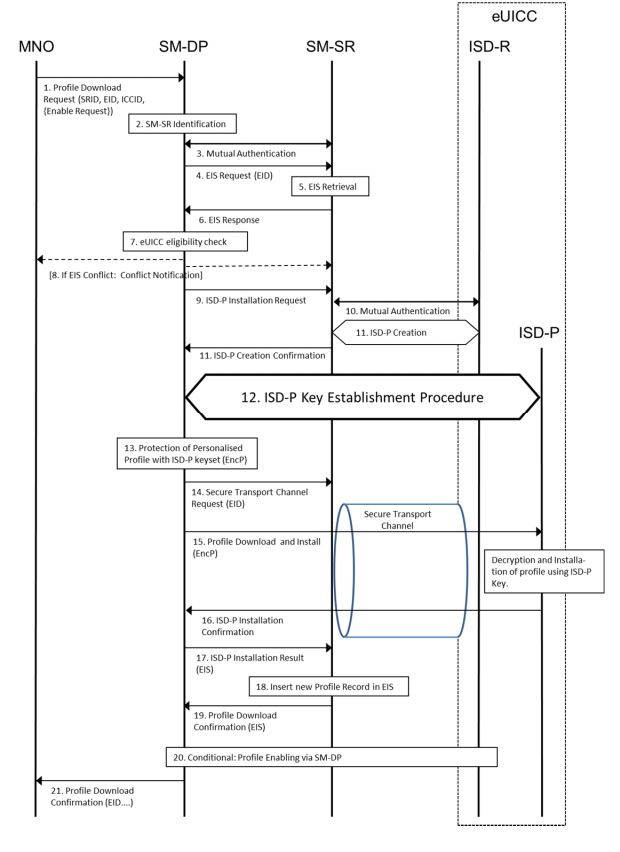 eUICC
MNO
SM-DP
SM-SR
ISD-R
1. Profile Download
Request (SRID, EID, ICCID,
{Enable Request})
2. SM-SR Identification
3. Mutual Authentication
4. EIS Request (EID)
5. EIS Retrieval
6. EIS Response
7. eUICC eligibility check
[8. If EIS Conflict: Conflict Notification]
9. ISD-P Installation Request
10. Mutual Authentication
11. ISD-P Creation
ISD-P
11. ISD-P Creation Confirmation
12. ISD-P Key Establishment Procedure
13. Protection of Personalised
Profile with ISD-P keyset (EncP)
14. Secure Transport Channel
Request (EID)
Secure Transport
Channel
15. Profile Download and Install
(EncP)
Decryption and Installa-
tion of profile using ISD-P
Key.
16. ISD-P Installation
Confirmation
17. ISD-P Installation Result
(EIS)
18. Insert new Profile Record in EIS
19. Profile Download
Confirmation (EIS)
20. Conditional: Profile Enabling via SM-DP
21. Profile Download
Confirmation (EID....)